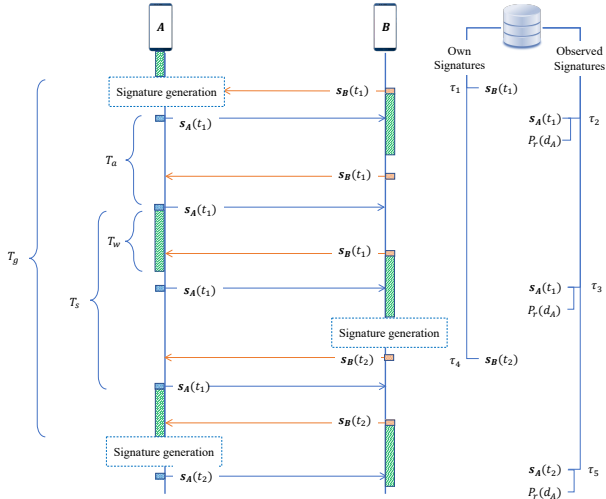 A
B
Own
Signatures
Observed
Signatures
Signature generation
s_B(t_1)
τ_1
s_B(t_1)
s_A(t_1)
s_A(t_1)
τ_2
P_r(d_A)
T_a
s_B(t_1)
s_A(t_1)
T_w
T_g
s_B(t_1)
T_s
s_A(t_1)
s_A(t_1)
τ_3
P_r(d_A)
Signature generation
s_B(t_2)
τ_4
s_B(t_2)
s_A(t_1)
s_B(t_2)
Signature generation
s_A(t_2)
s_A(t_2)
τ_5
P_r(d_A)